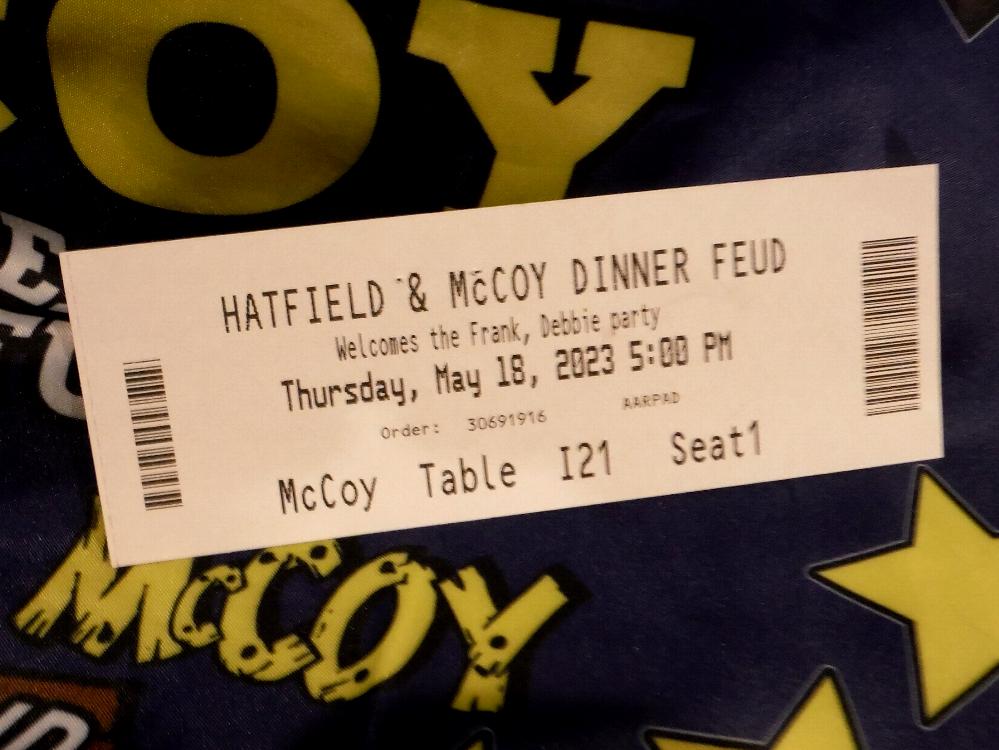 OY
HATFIELD & McCOY DINNER FEUD
Welcomes the Frank, Debbie party
Thursday, May 18, 2023 5:00 PM
Order: 30691916 AARPAD
McCoy Table I21 Seat1
McCOY